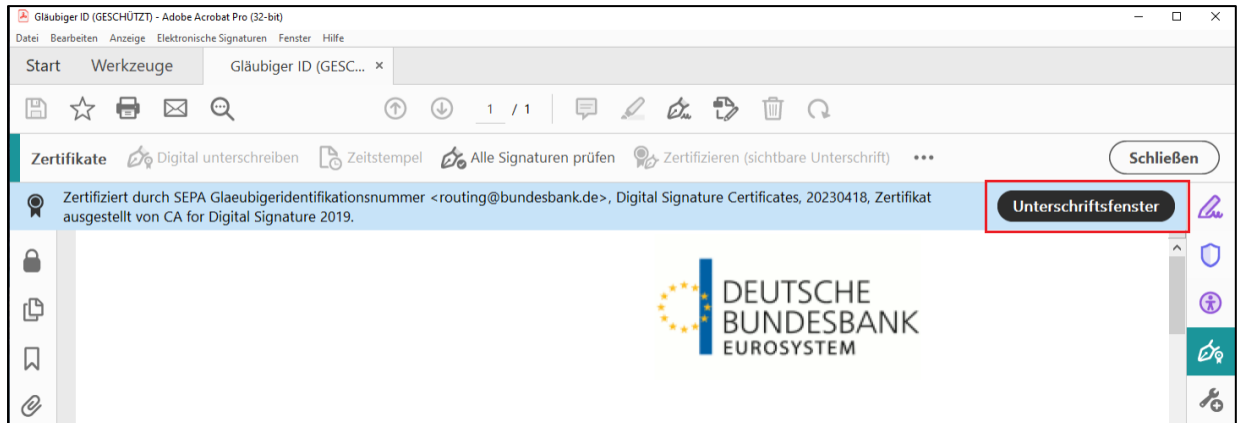 Gläubiger ID (GESCHÜTZT) - Adobe Acrobat Pro (32-bit)
Datei Bearbeiten Anzeige Elektronische Signaturen Fenster Hilfe
Start Werkzeuge Gläubiger ID (GESC... ×
1 / 1
Zertifikate Digital unterschreiben Zeitstempel Alle Signaturen prüfen Zertifizieren (sichtbare Unterschrift) ••• Schließen
Zertifiziert durch SEPA Glaeubigeridentifikationsnummer <routing@bundesbank.de>, Digital Signature Certificates, 20230418, Zertifikat
ausgestellt von CA for Digital Signature 2019.
Unterschriftsfenster
DEUTSCHE
BUNDESBANK
EUROSYSTEM